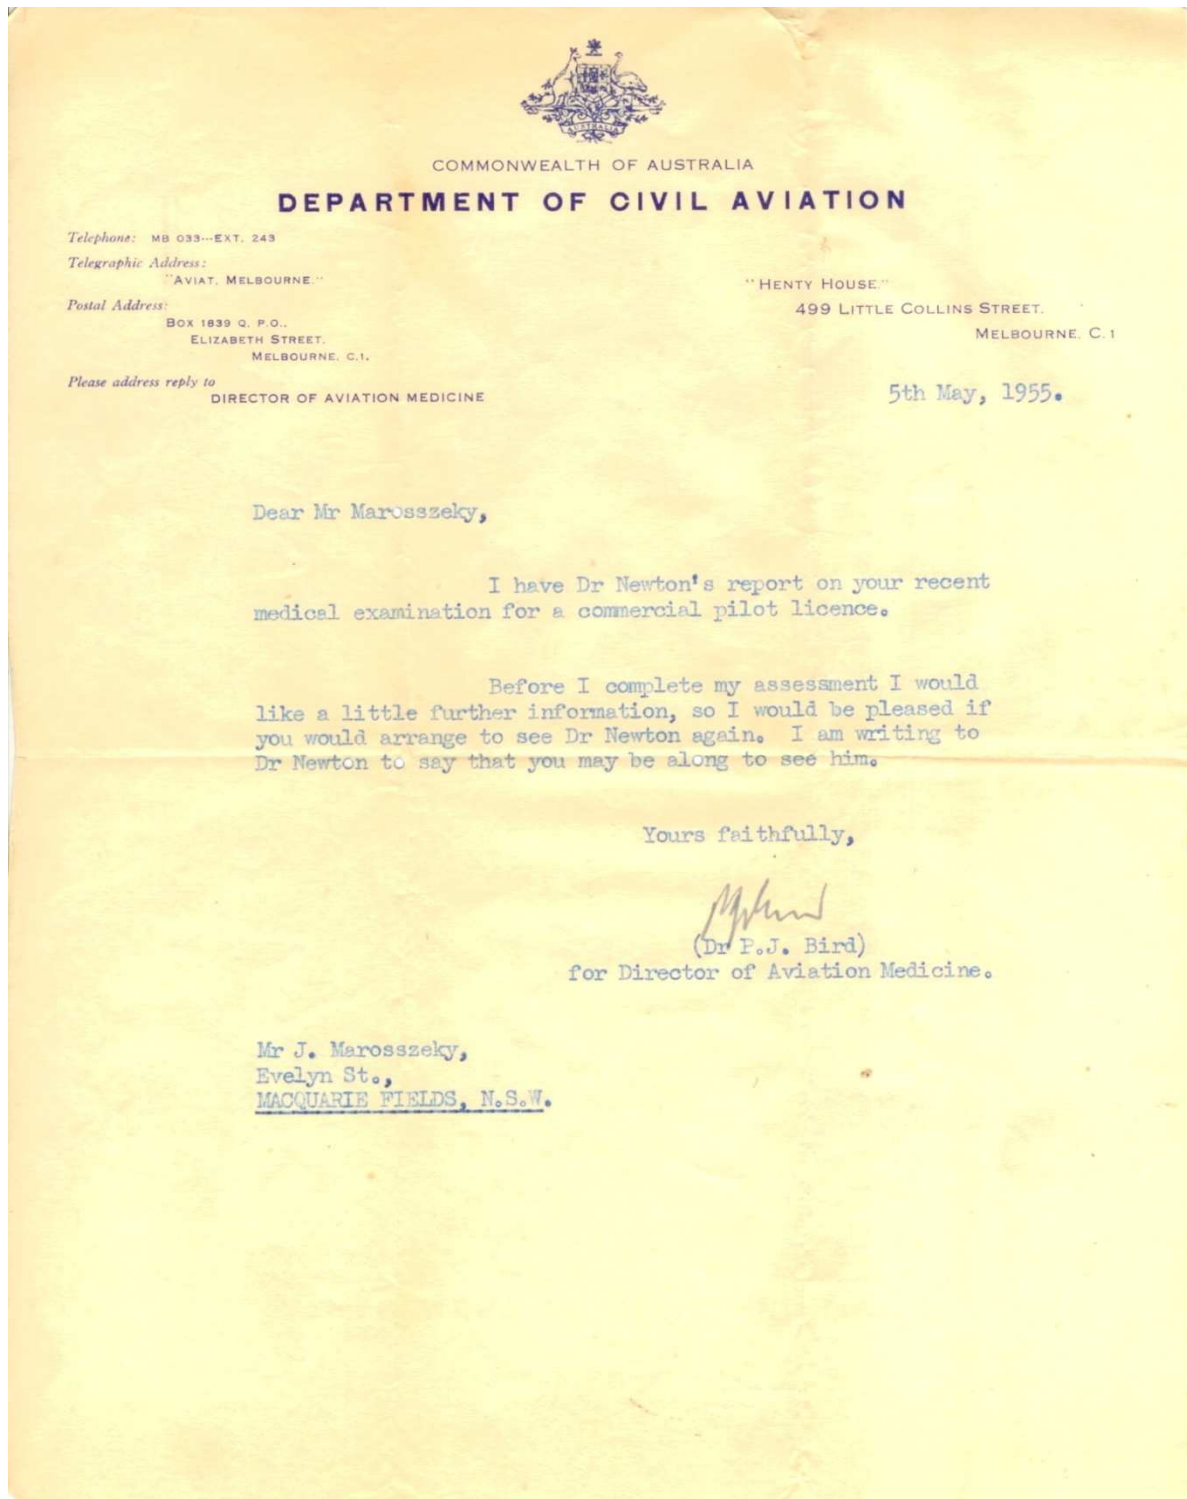 AUSTRALIA
COMMONWEALTH OF AUSTRALIA
DEPARTMENT OF CIVIL AVIATION
Telephone: MB 033---EXT. 243
Telegraphic Address:
"AVIAT. MELBOURNE."
Postal Address:
BOX 1839 Q. P.O..
ELIZABETH STREET.
MELBOURNE. C.1.
Please address reply to
DIRECTOR OF AVIATION MEDICINE
"HENTY HOUSE."
499 LITTLE COLLINS STREET.
MELBOURNE. C.1
5th May, 1955.
Dear Mr Marosszeky,
I have Dr Newton's report on your recent
medical examination for a commercial pilot licence.
Before I complete my assessment I would
like a little further information, so I would be pleased if
you would arrange to see Dr Newton again. I am writing to
Dr Newton to say that you may be along to see him.
Yours faithfully,
(Dr P.J. Bird)
for Director of Aviation Medicine.
Mr J. Marosszeky,
Evelyn St.,
MACQUARIE FIELDS, N.S.W.